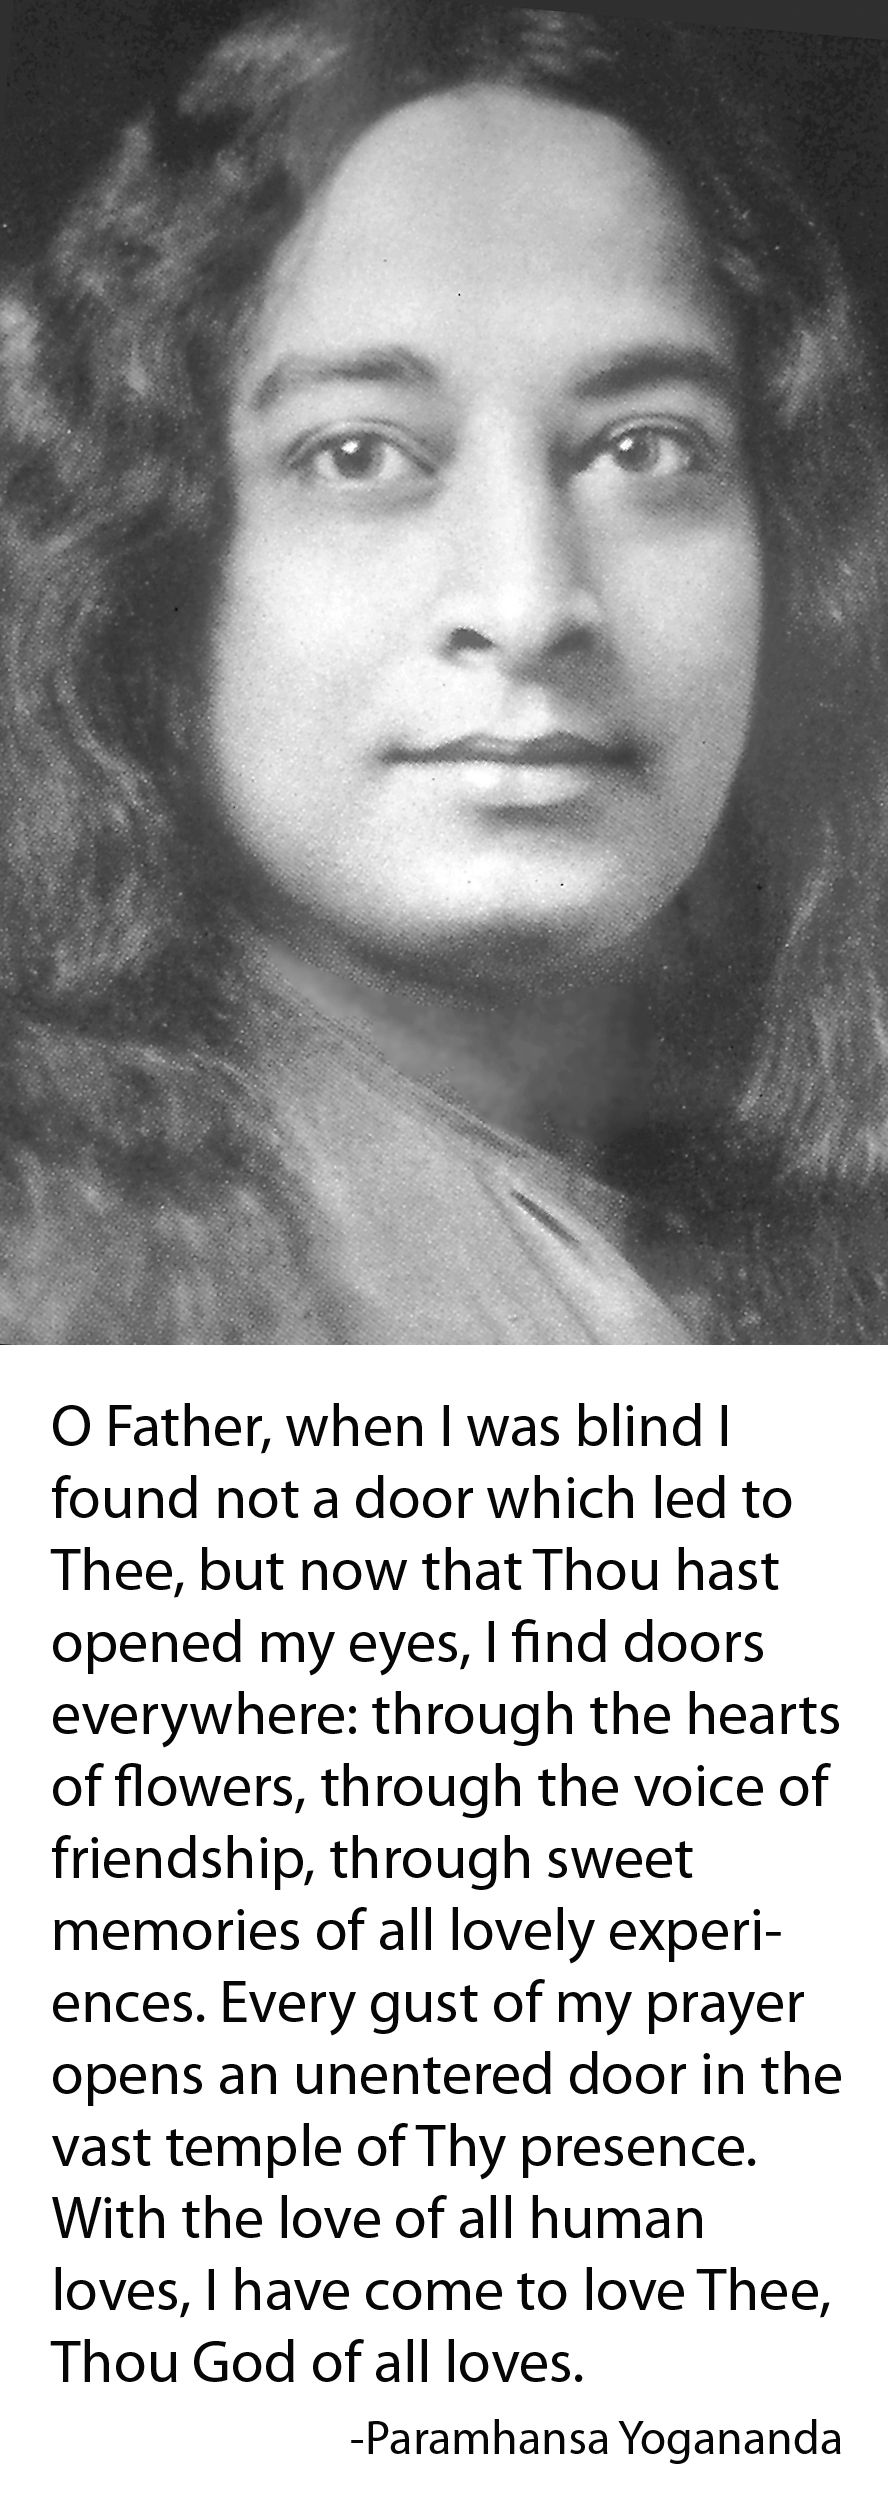 O Father, when I was blind I
found not a door which led to
Thee, but now that Thou hast
opened my eyes, I find doors
everywhere: through the hearts
of flowers, through the voice of
friendship, through sweet
memories of all lovely experi-
ences. Every gust of my prayer
opens an unentered door in the
vast temple of Thy presence.
With the love of all human
loves, I have come to love Thee,
Thou God of all loves.
-Paramhansa Yogananda